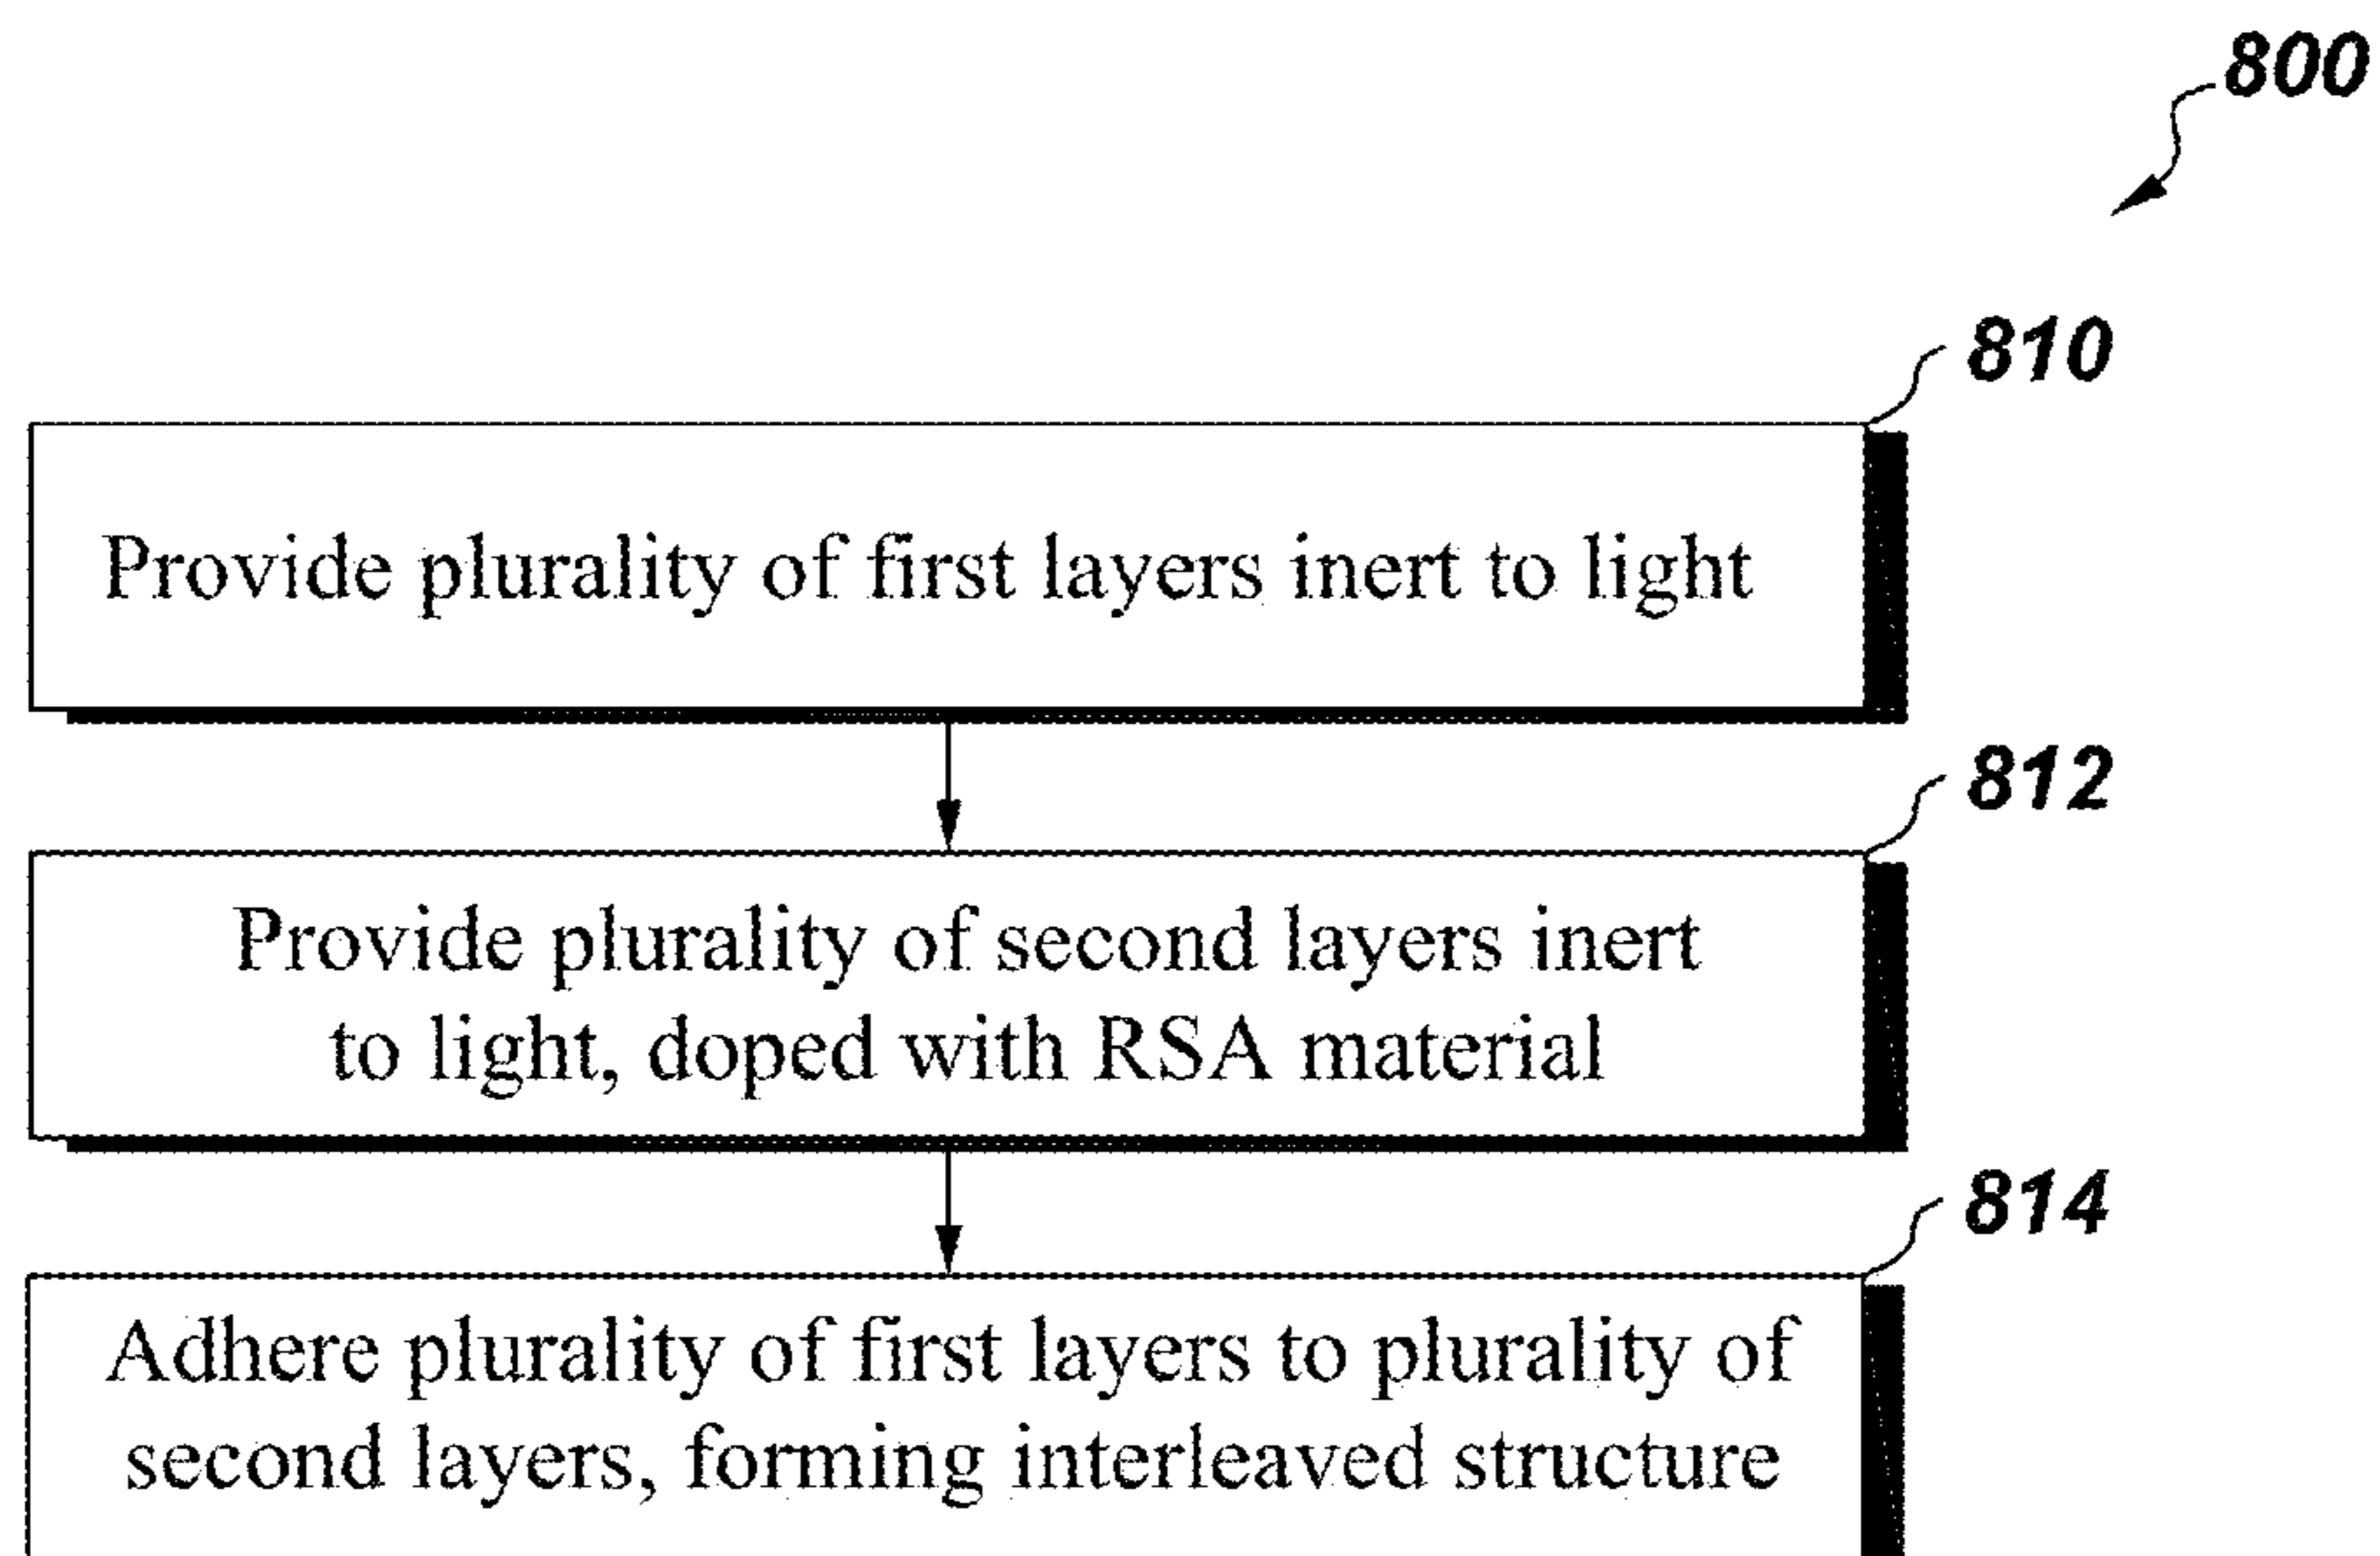 800
810
Provide plurality of first layers inert to light
812
Provide plurality of second layers inert
to light, doped with RSA material
814
Adhere plurality of first layers to plurality of
second layers, forming interleaved structure